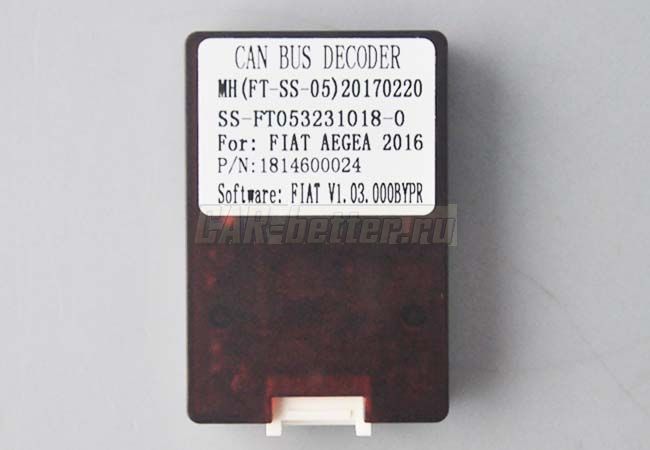 CAN BUS DECODER
MH(FT-SS-05)20170220
SS-FT053231018-0
For: FIAT AEGEA 2016
P/N:1814600024
Software: FIAT V1.03.000BYPR
CAR-better.ru